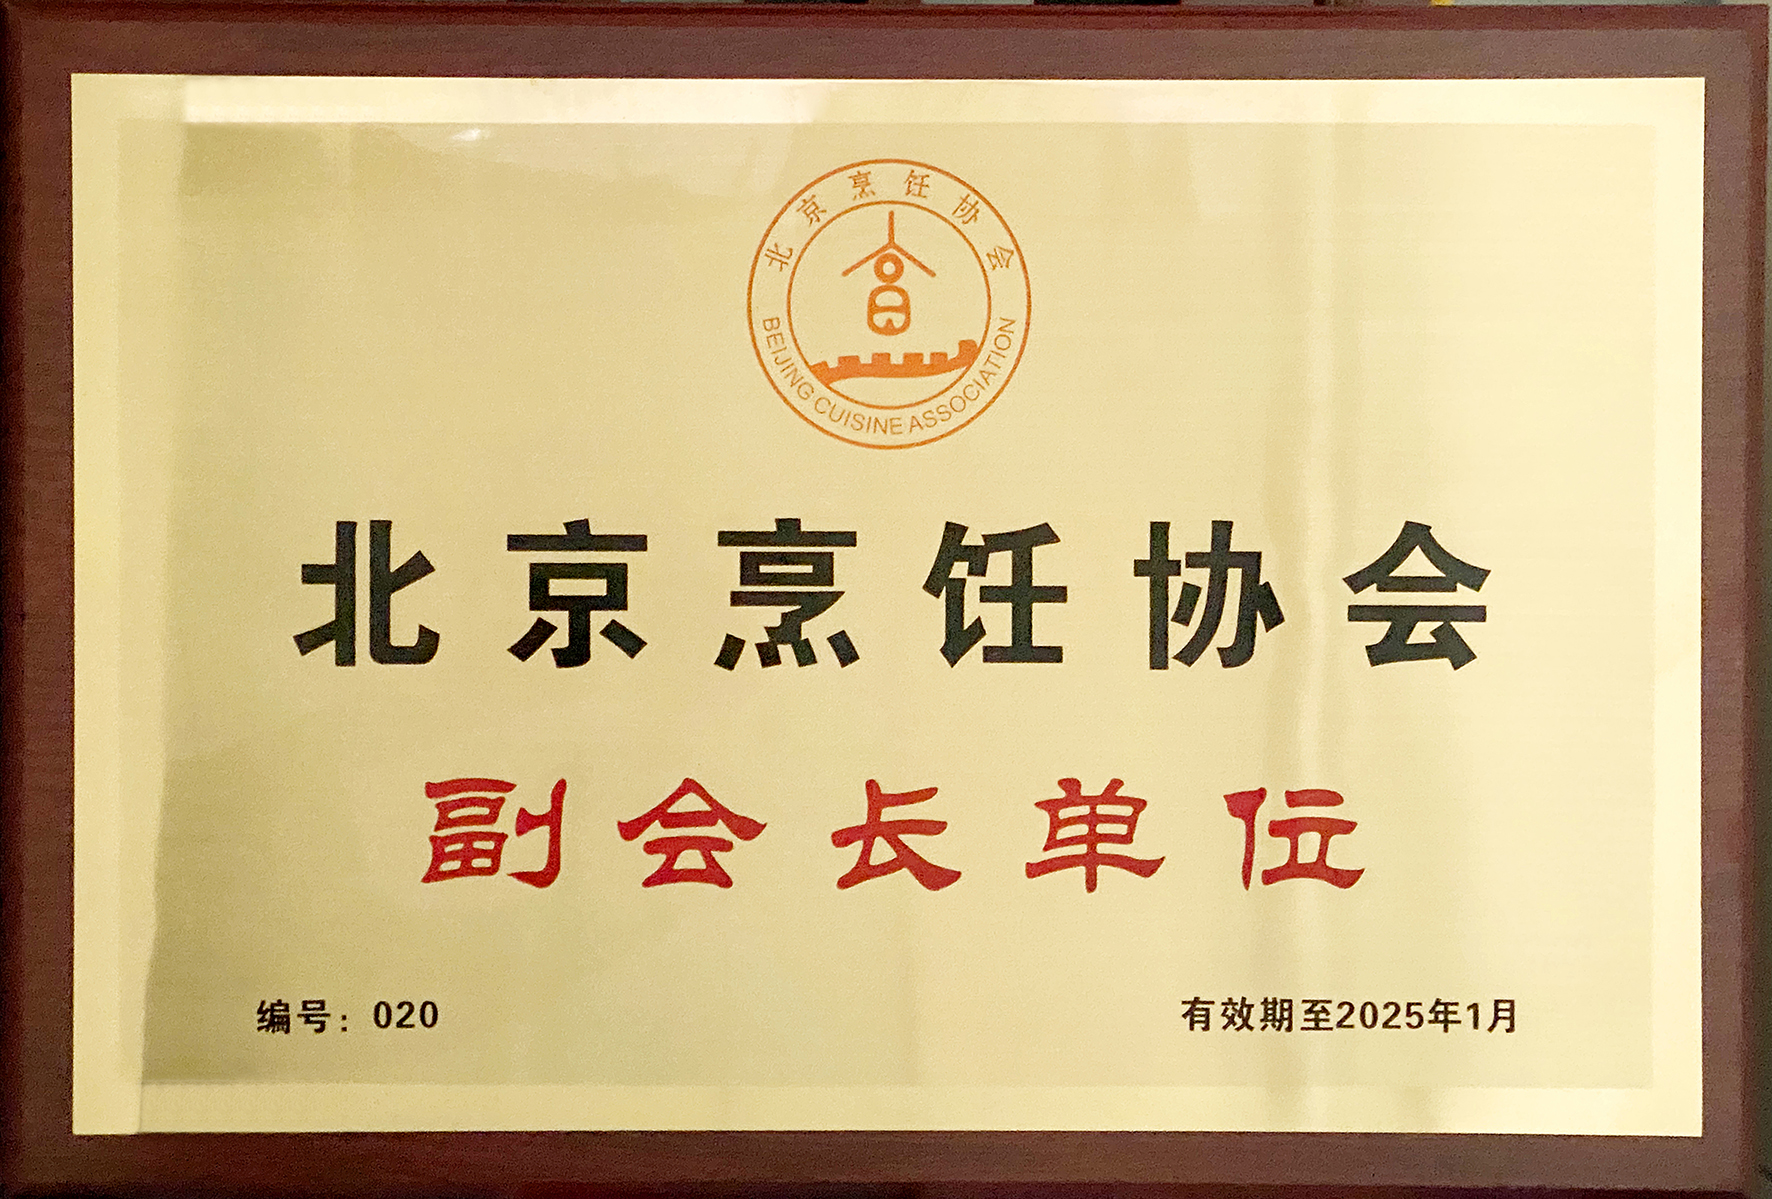 北京烹饪协会
BEIJING CUISINE ASSOCIATION
北京烹饪协会
副会长单位
编号：020
有效期至2025年1月